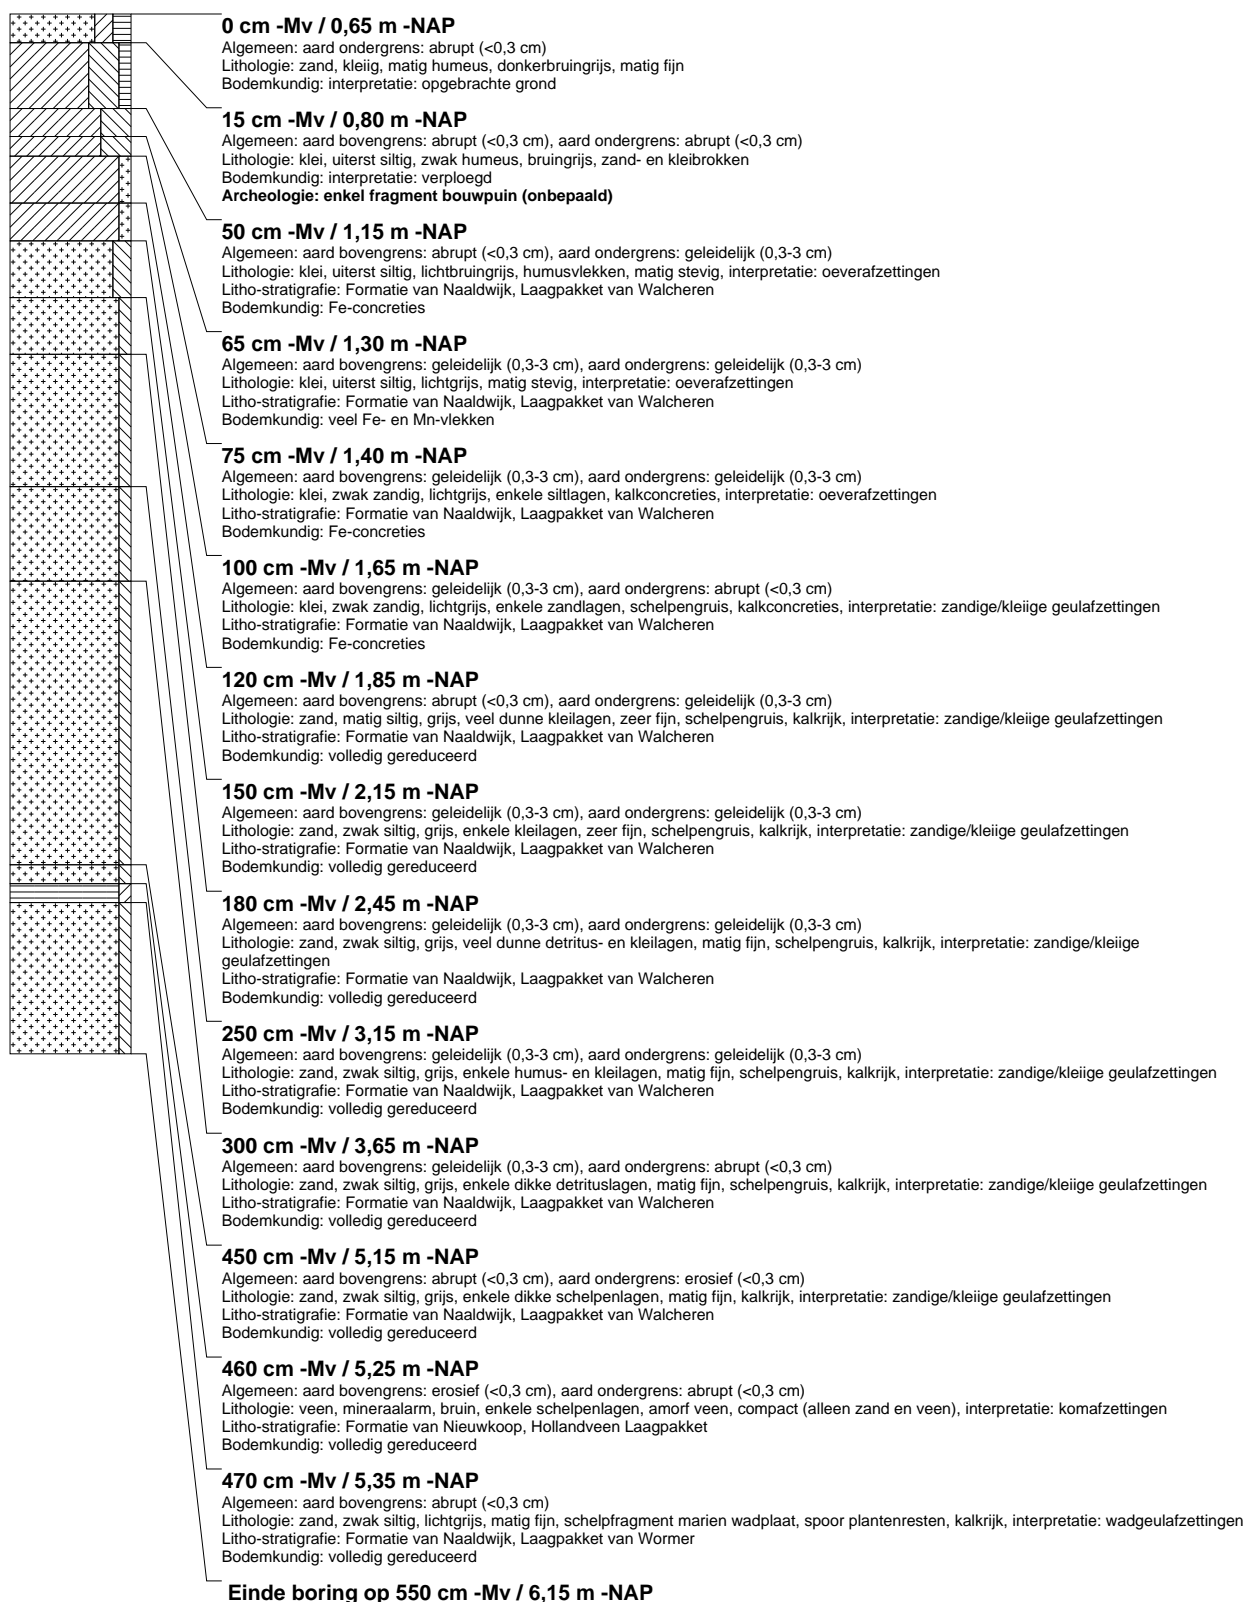 0 cm -Mv / 0,65 m -NAP
Algemeen: aard ondergrens: abrupt (<0,3 cm)
Lithologie: zand, kleiig, matig humeus, donkerbruingrijs, matig fijn
Bodemkundig: interpretatie: opgebrachte grond
15 cm -Mv / 0,80 m -NAP
Algemeen: aard bovengrens: abrupt (<0,3 cm), aard ondergrens: abrupt (<0,3 cm)
Lithologie: klei, uiterst siltig, zwak humeus, bruingrijs, zand- en kleibrokken
Bodemkundig: interpretatie: verploegd
Archeologie: enkel fragment bouwpuin (onbepaald)
50 cm -Mv / 1,15 m -NAP
Algemeen: aard bovengrens: abrupt (<0,3 cm), aard ondergrens: geleidelijk (0,3-3 cm)
Lithologie: klei, uiterst siltig, lichtbruingrijs, humusvlekken, matig stevig, interpretatie: oeverafzettingen
Litho-stratigrafie: Formatie van Naaldwijk, Laagpakket van Walcheren
Bodemkundig: Fe-concreties
65 cm -Mv / 1,30 m -NAP
Algemeen: aard bovengrens: geleidelijk (0,3-3 cm), aard ondergrens: geleidelijk (0,3-3 cm)
Lithologie: klei, uiterst siltig, lichtgrijs, matig stevig, interpretatie: oeverafzettingen
Litho-stratigrafie: Formatie van Naaldwijk, Laagpakket van Walcheren
Bodemkundig: veel Fe- en Mn-vlekken
75 cm -Mv / 1,40 m -NAP
Algemeen: aard bovengrens: geleidelijk (0,3-3 cm), aard ondergrens: geleidelijk (0,3-3 cm)
Lithologie: klei, zwak zandig, lichtgrijs, enkele siltlagen, kalkconcreties, interpretatie: oeverafzettingen
Litho-stratigrafie: Formatie van Naaldwijk, Laagpakket van Walcheren
Bodemkundig: Fe-concreties
100 cm -Mv / 1,65 m -NAP
Algemeen: aard bovengrens: geleidelijk (0,3-3 cm), aard ondergrens: abrupt (<0,3 cm)
Lithologie: klei, zwak zandig, lichtgrijs, enkele zandlagen, schelpengruis, kalkconcreties, interpretatie: zandige/kleiige geulafzettingen
Litho-stratigrafie: Formatie van Naaldwijk, Laagpakket van Walcheren
Bodemkundig: Fe-concreties
120 cm -Mv / 1,85 m -NAP
Algemeen: aard bovengrens: abrupt (<0,3 cm), aard ondergrens: geleidelijk (0,3-3 cm)
Lithologie: zand, matig siltig, grijs, veel dunne kleilagen, zeer fijn, schelpengruis, kalkrijk, interpretatie: zandige/kleiige geulafzettingen
Litho-stratigrafie: Formatie van Naaldwijk, Laagpakket van Walcheren
Bodemkundig: volledig gereduceerd
150 cm -Mv / 2,15 m -NAP
Algemeen: aard bovengrens: geleidelijk (0,3-3 cm), aard ondergrens: geleidelijk (0,3-3 cm)
Lithologie: zand, zwak siltig, grijs, enkele kleilagen, zeer fijn, schelpengruis, kalkrijk, interpretatie: zandige/kleiige geulafzettingen
Litho-stratigrafie: Formatie van Naaldwijk, Laagpakket van Walcheren
Bodemkundig: volledig gereduceerd
180 cm -Mv / 2,45 m -NAP
Algemeen: aard bovengrens: geleidelijk (0,3-3 cm), aard ondergrens: geleidelijk (0,3-3 cm)
Lithologie: zand, zwak siltig, grijs, veel dunne detritus- en kleilagen, matig fijn, schelpengruis, kalkrijk, interpretatie: zandige/kleiige
geulafzettingen
Litho-stratigrafie: Formatie van Naaldwijk, Laagpakket van Walcheren
Bodemkundig: volledig gereduceerd
250 cm -Mv / 3,15 m -NAP
Algemeen: aard bovengrens: geleidelijk (0,3-3 cm), aard ondergrens: geleidelijk (0,3-3 cm)
Lithologie: zand, zwak siltig, grijs, enkele humus- en kleilagen, matig fijn, schelpengruis, kalkrijk, interpretatie: zandige/kleiige geulafzettingen
Litho-stratigrafie: Formatie van Naaldwijk, Laagpakket van Walcheren
Bodemkundig: volledig gereduceerd
300 cm -Mv / 3,65 m -NAP
Algemeen: aard bovengrens: geleidelijk (0,3-3 cm), aard ondergrens: abrupt (<0,3 cm)
Lithologie: zand, zwak siltig, grijs, enkele dikke detrituslagen, matig fijn, schelpengruis, kalkrijk, interpretatie: zandige/kleiige geulafzettingen
Litho-stratigrafie: Formatie van Naaldwijk, Laagpakket van Walcheren
Bodemkundig: volledig gereduceerd
450 cm -Mv / 5,15 m -NAP
Algemeen: aard bovengrens: abrupt (<0,3 cm), aard ondergrens: erosief (<0,3 cm)
Lithologie: zand, zwak siltig, grijs, enkele dikke schelpenlagen, matig fijn, kalkrijk, interpretatie: zandige/kleiige geulafzettingen
Litho-stratigrafie: Formatie van Naaldwijk, Laagpakket van Walcheren
Bodemkundig: volledig gereduceerd
460 cm -Mv / 5,25 m -NAP
Algemeen: aard bovengrens: erosief (<0,3 cm), aard ondergrens: abrupt (<0,3 cm)
Lithologie: veen, mineraalarm, bruin, enkele schelpenlagen, amorf veen, compact (alleen zand en veen), interpretatie: komafzettingen
Litho-stratigrafie: Formatie van Nieuwkoop, Hollandveen Laagpakket
Bodemkundig: volledig gereduceerd
470 cm -Mv / 5,35 m -NAP
Algemeen: aard bovengrens: abrupt (<0,3 cm)
Lithologie: zand, zwak siltig, lichtgrijs, matig fijn, schelpfragment marien wadplaat, spoor plantenresten, kalkrijk, interpretatie: wadgeulafzettingen
Litho-stratigrafie: Formatie van Naaldwijk, Laagpakket van Wormer
Bodemkundig: volledig gereduceerd
Einde boring op 550 cm -Mv / 6,15 m -NAP